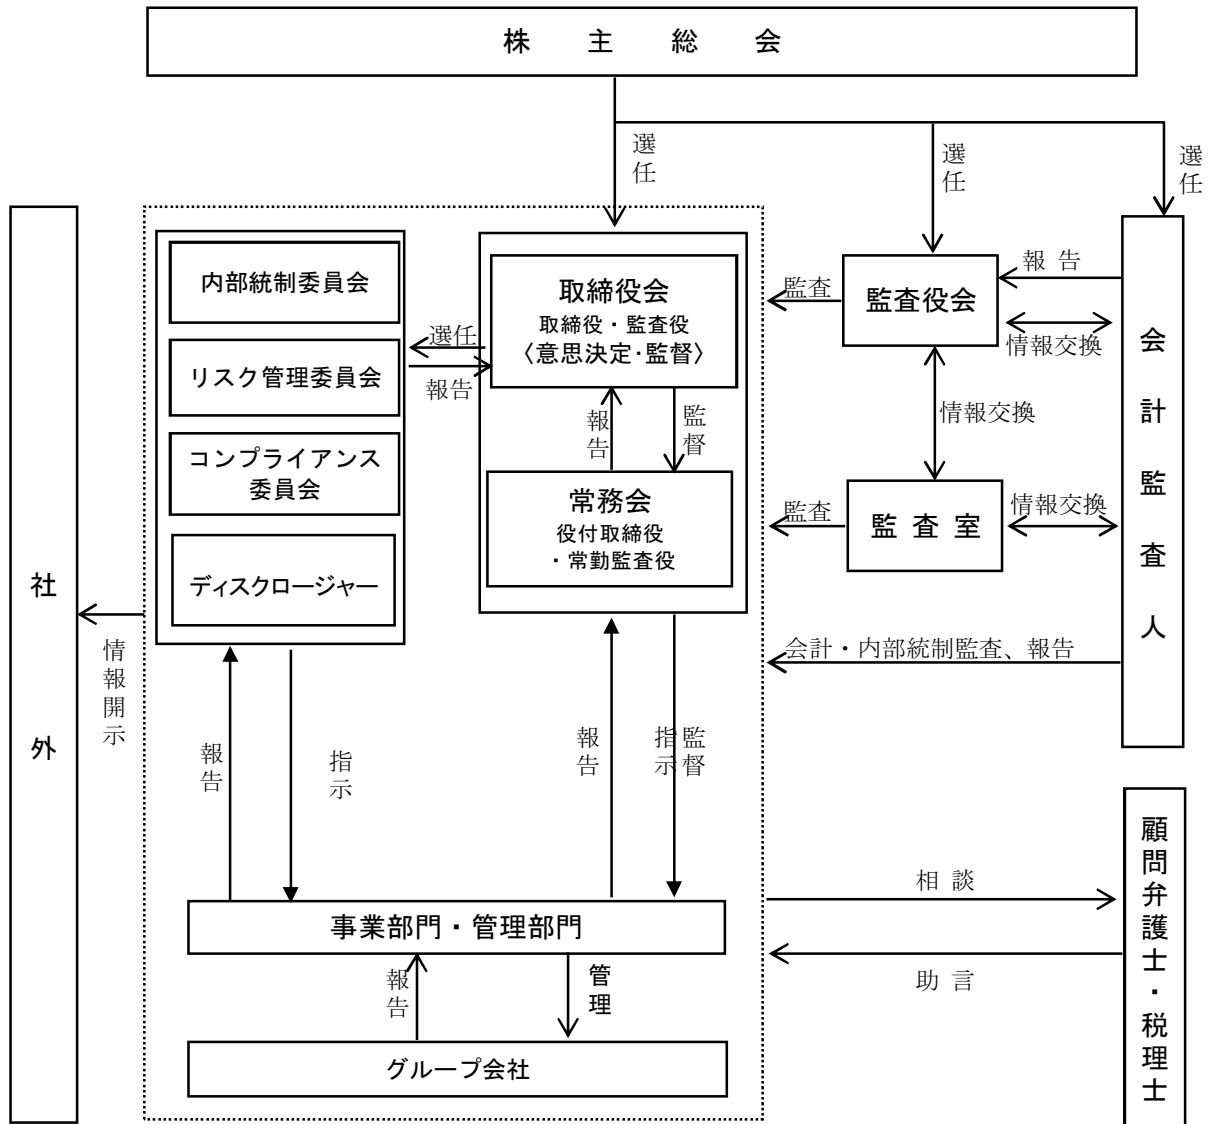 株主総会
選任
選任
選任
内部統制委員会
リスク管理委員会
コンプライアンス
委員会
ディスクロージャー
選任
報告
取締役会
取締役・監査役
〈意思決定・監督〉
報告
監督
常務会
役付取締役
・常勤監査役
監査
監査役会
報告
情報交換
情報交換
監査
監査室
情報交換
会計監査人
会計・内部統制監査、報告
社外
情報開示
報告
指示
報告
指示
監督
事業部門・管理部門
報告
管理
グループ会社
相談
助言
顧問弁護士・税理士